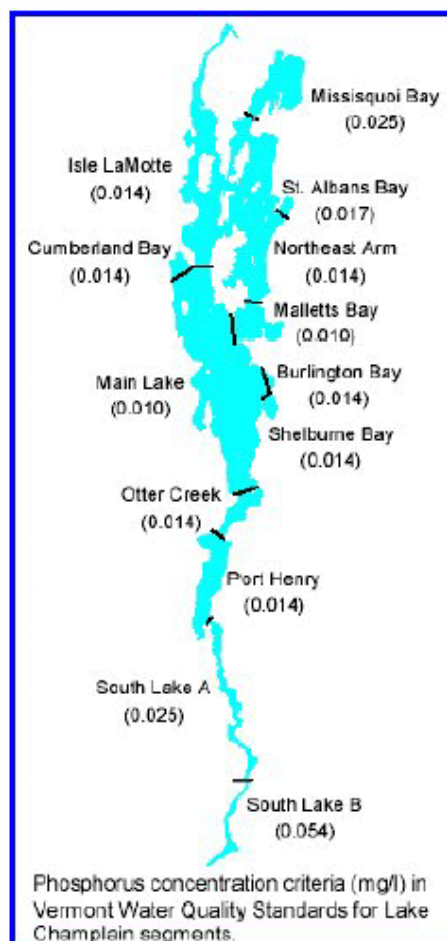 Missisquoi Bay
(0.025)
Isle LaMotte
(0.014)
St. Albans Bay
(0.017)
Cumberland Bay
(0.014)
Northeast Arm
(0.014)
Malletts Bay
(0.010)
Main Lake
(0.010)
Burlington Bay
(0.014)
Shelburne Bay
(0.014)
Otter Creek
(0.014)
Port Henry
(0.014)
South Lake A
(0.025)
South Lake B
(0.054)
Phosphorus concentration criteria (mg/l) in
Vermont Water Quality Standards for Lake
Champlain segments.